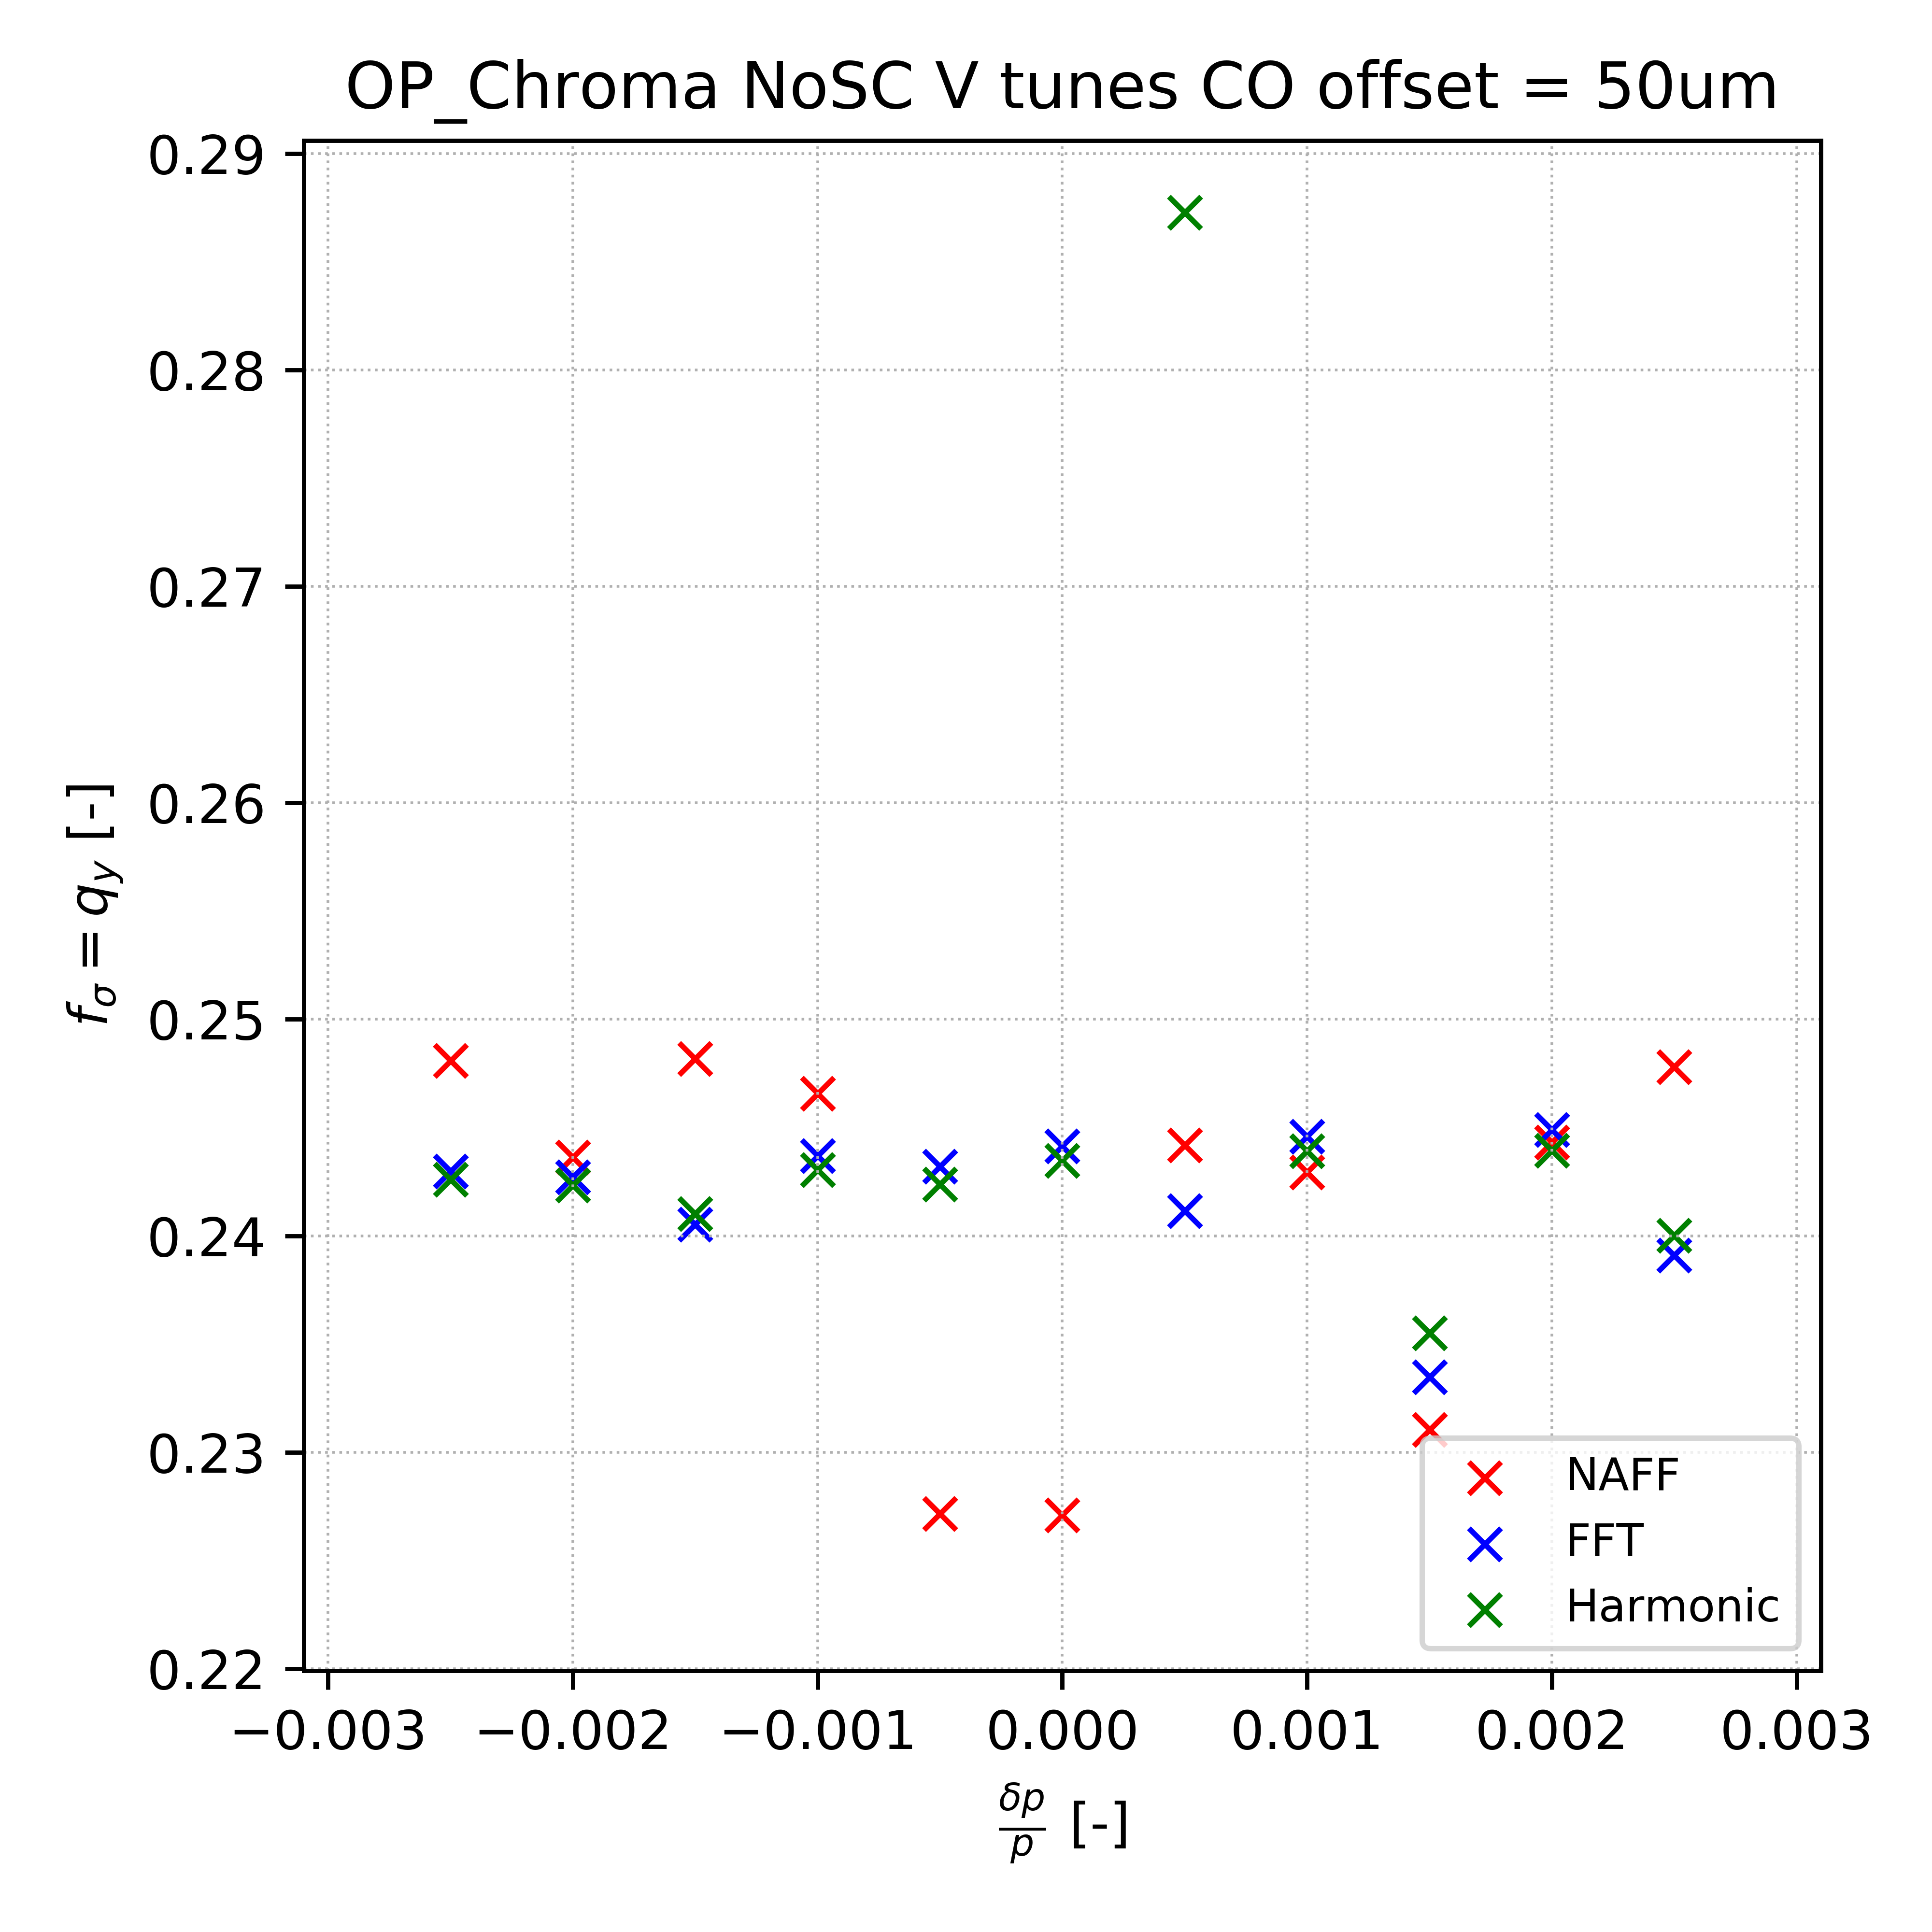 OP_Chroma NoSC V tunes CO offset = 50um
0.29
0.28
0.27
0.26
0.25
0.24
0.23
0.22
f_σ = q_y [-]
NAFF
FFT
Harmonic
−0.003 −0.002 −0.001 0.000 0.001 0.002 0.003
δp
p [-]